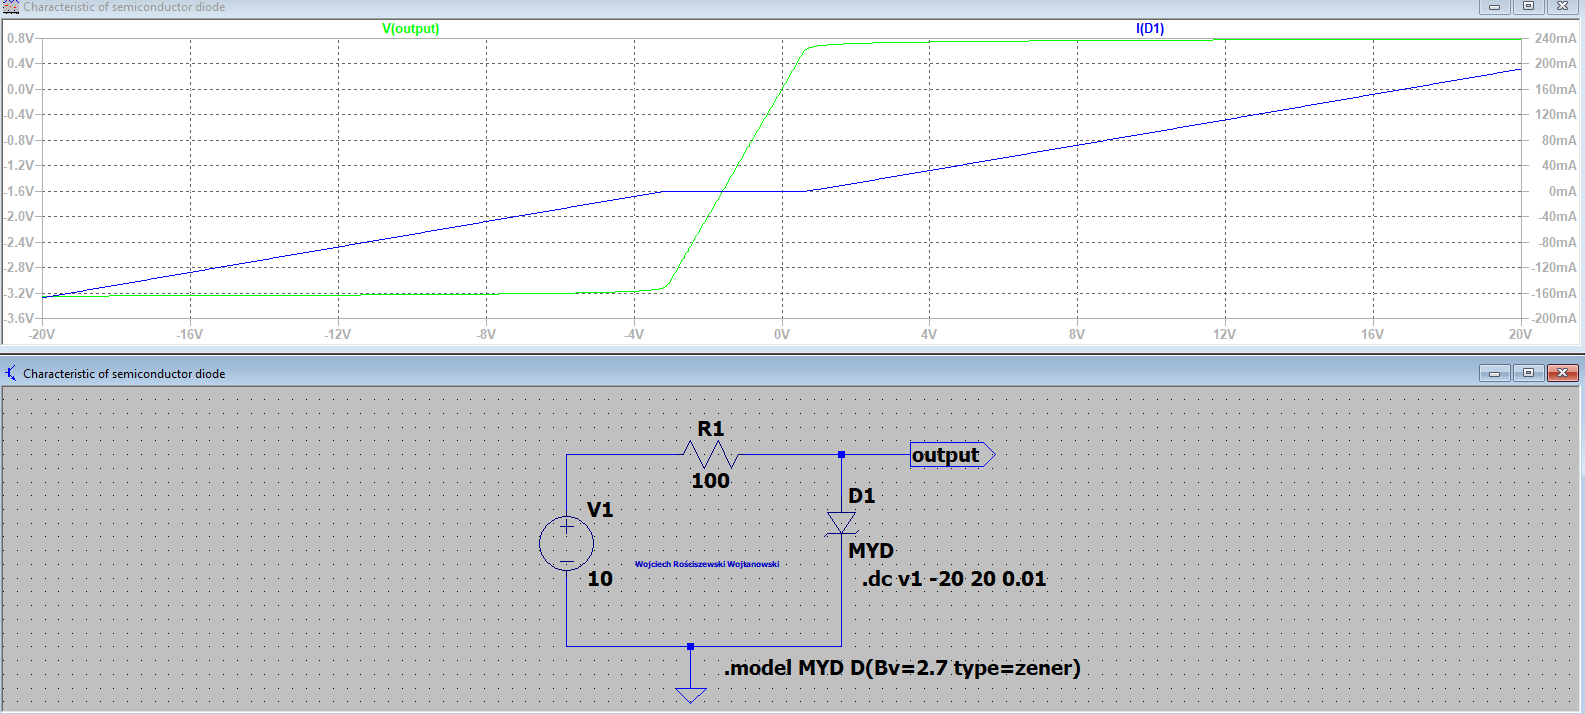 Characteristic of semiconductor diode
V(output) I(D1)
0.8V 240mA
0.4V 200mA
0.0V 160mA
-0.4V 120mA
-0.8V 80mA
-1.2V 40mA
-1.6V 0mA
-2.0V -40mA
-2.4V -80mA
-2.8V -120mA
-3.2V -160mA
-3.6V -200mA
-20V -16V -12V -8V -4V 0V 4V 8V 12V 16V 20V
Characteristic of semiconductor diode
R1
100
output
V1
10
D1
MYD
Wojciech Rościszewski Wojtanowski
.dc v1 -20 20 0.01
.model MYD D(Bv=2.7 type=zener)